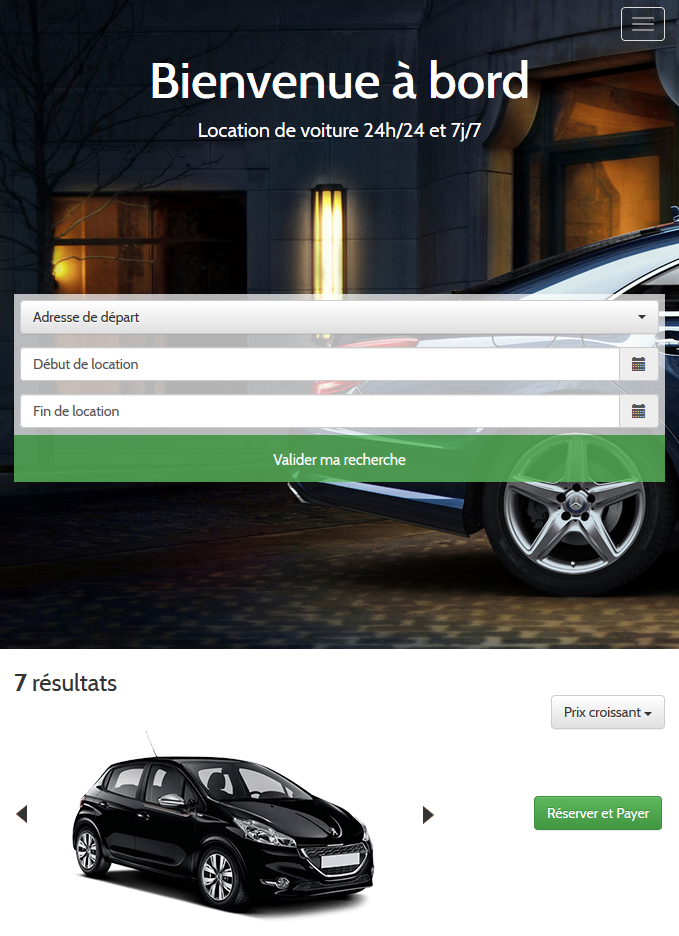 Bienvenue à bord
Location de voiture 24h/24 et 7j/7
Adresse de départ
Début de location
Fin de location
Valider ma recherche
7 résultats
Prix croissant
Réserver et Payer